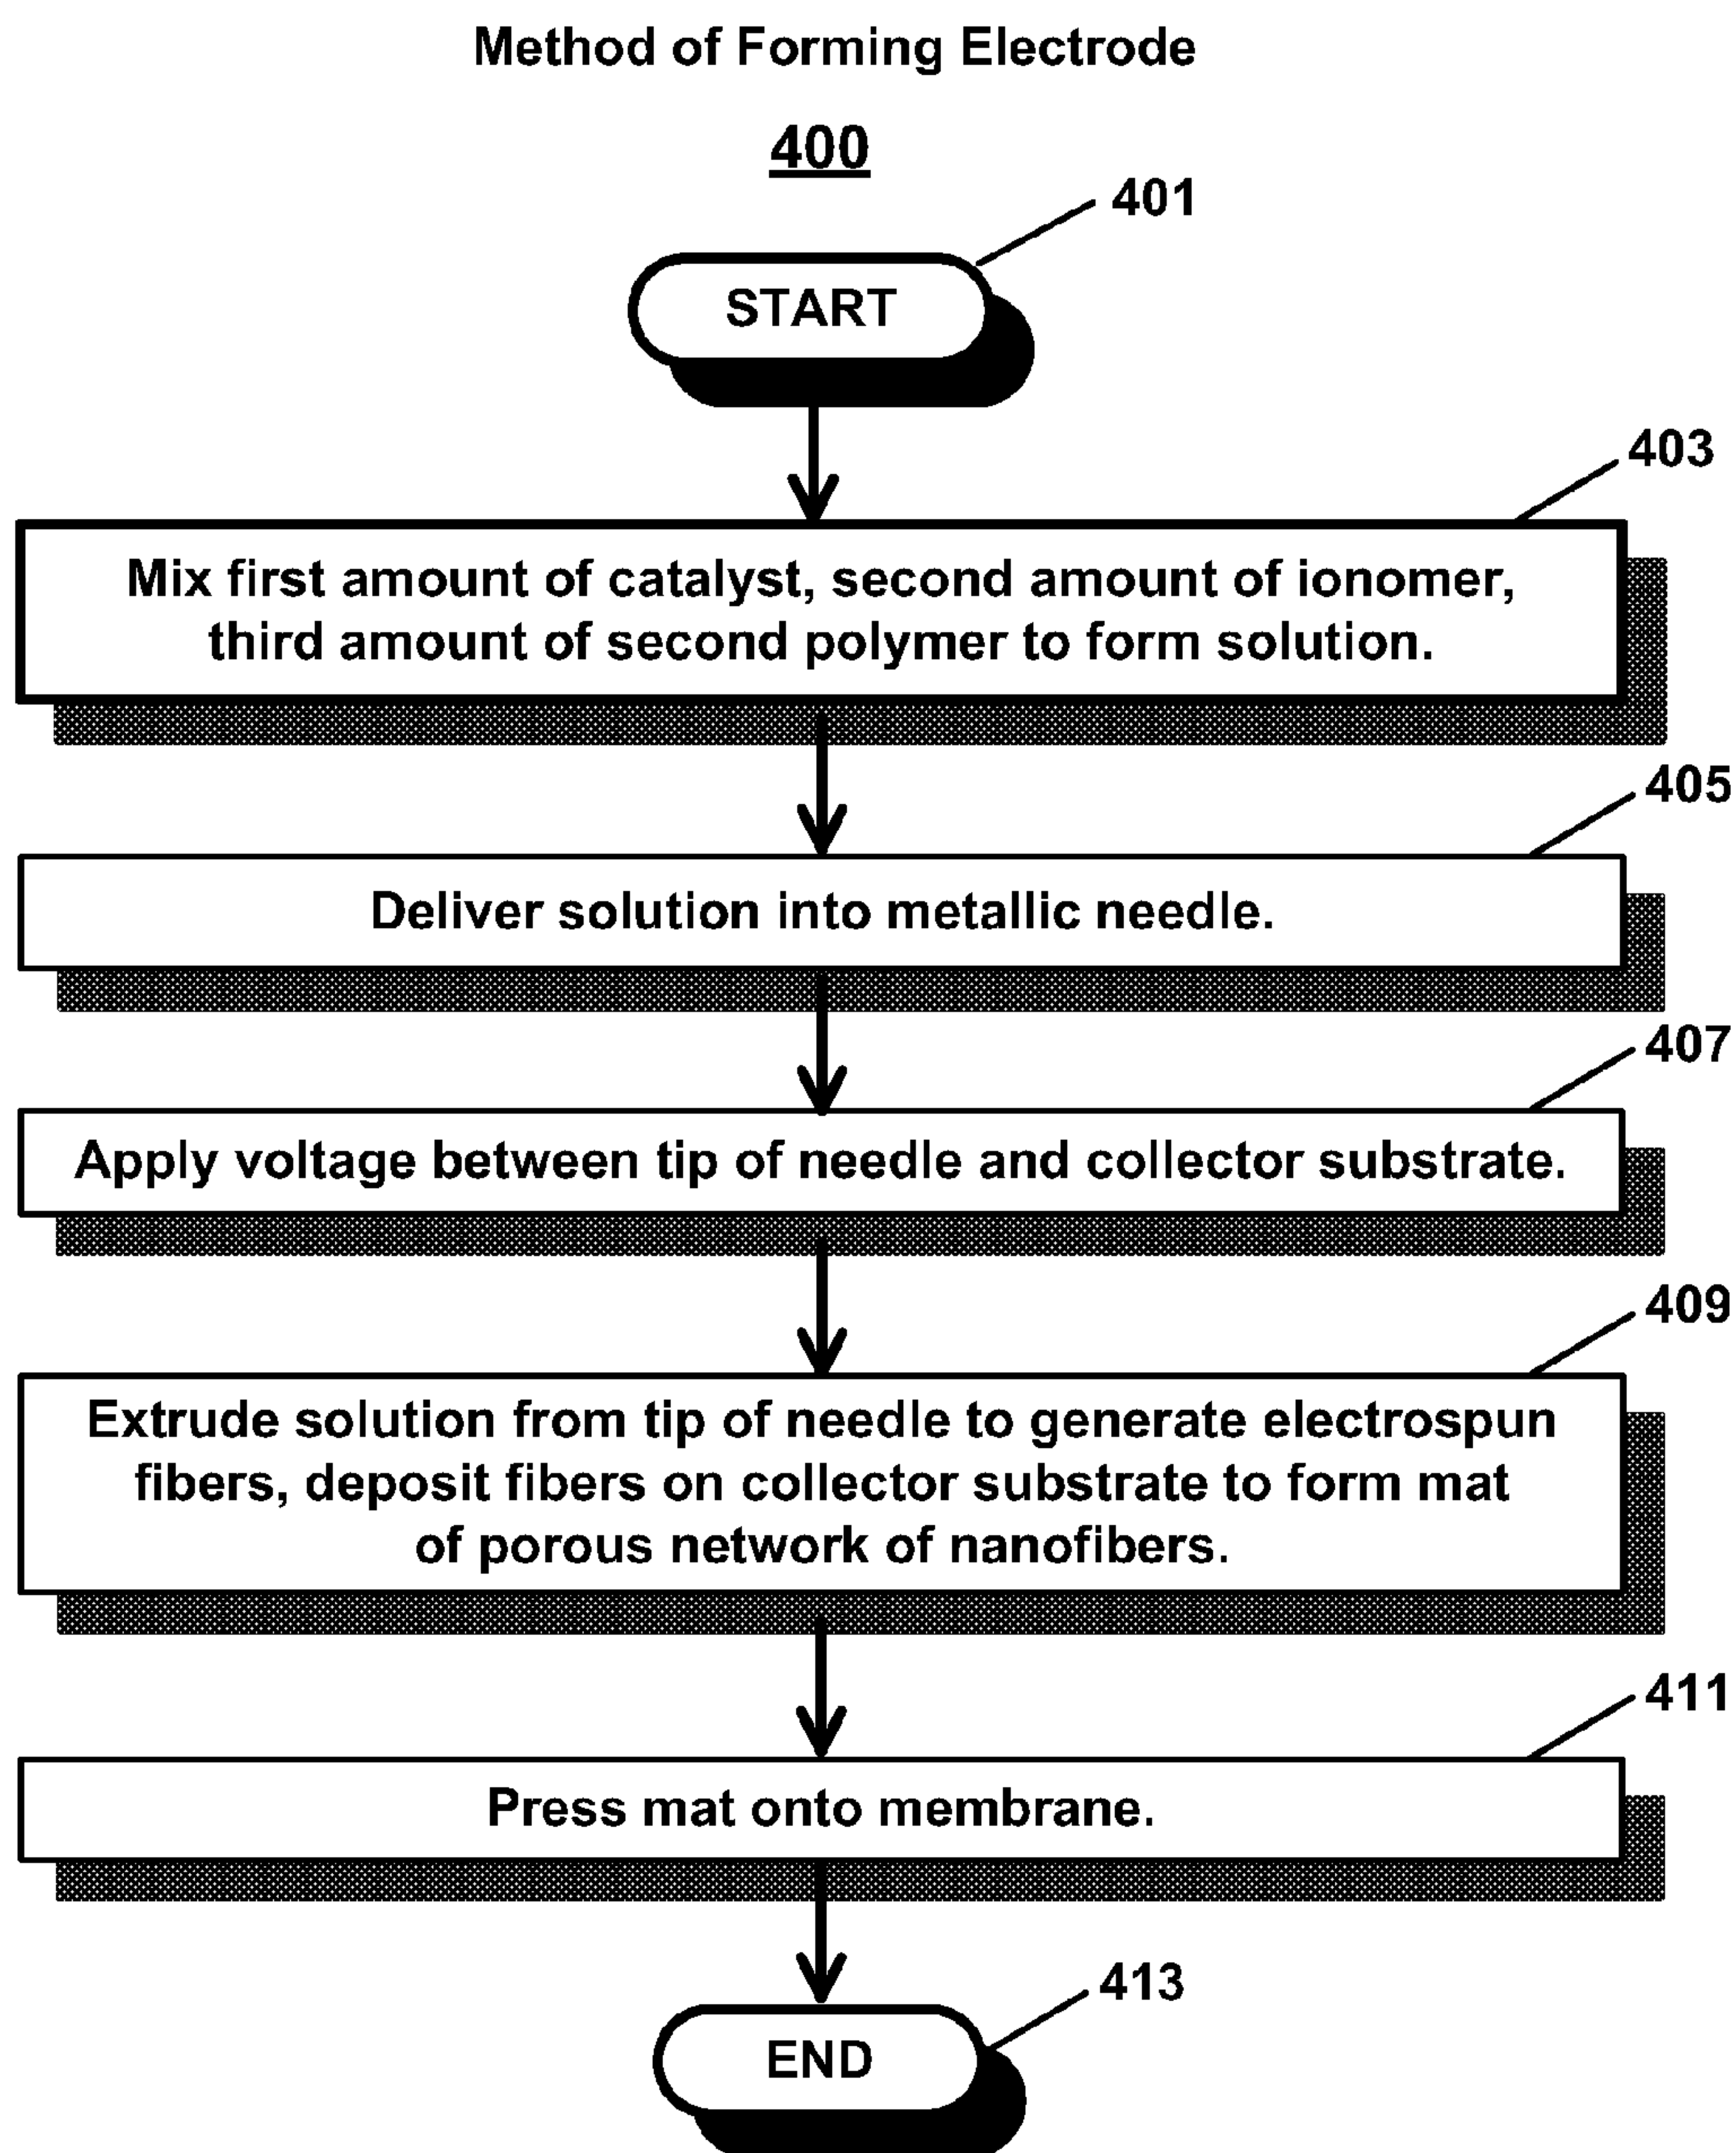 Method of Forming Electrode
400
401
START
403
Mix first amount of catalyst, second amount of ionomer,
third amount of second polymer to form solution.
405
Deliver solution into metallic needle.
407
Apply voltage between tip of needle and collector substrate.
409
Extrude solution from tip of needle to generate electrospun
fibers, deposit fibers on collector substrate to form mat
of porous network of nanofibers.
411
Press mat onto membrane.
413
END